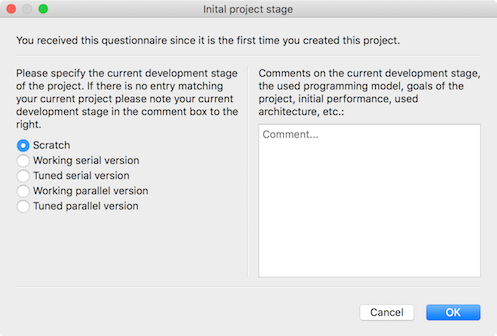 Inital project stage
You received this questionnaire since it is the first time you created this project.
Please specify the current development stage
of the project. If there is no entry matching
your current project please note your current
development stage in the comment box to the
right.
Scratch
Working serial version
Tuned serial version
Working parallel version
Tuned parallel version
Comments on the current development stage,
the used programming model, goals of the
project, initial performance, used
architecture, etc.:
Comment...
Cancel
OK